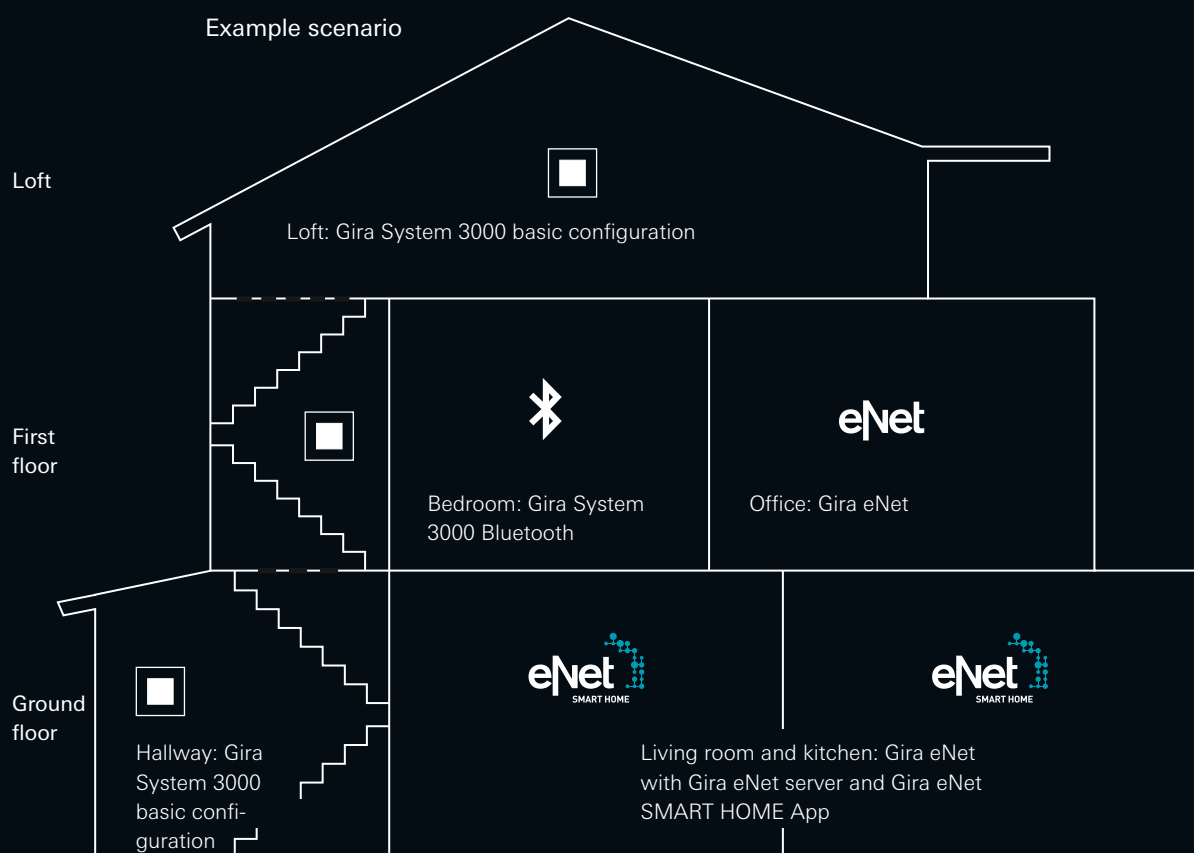 Example scenario
Loft
Loft: Gira System 3000 basic configuration
First
floor
eNet
Bedroom: Gira System
3000 Bluetooth
Office: Gira eNet
Ground
floor
eNet
SMART HOME
eNet
SMART HOME
Hallway: Gira
System 3000
basic confi-
guration
Living room and kitchen: Gira eNet
with Gira eNet server and Gira eNet
SMART HOME App